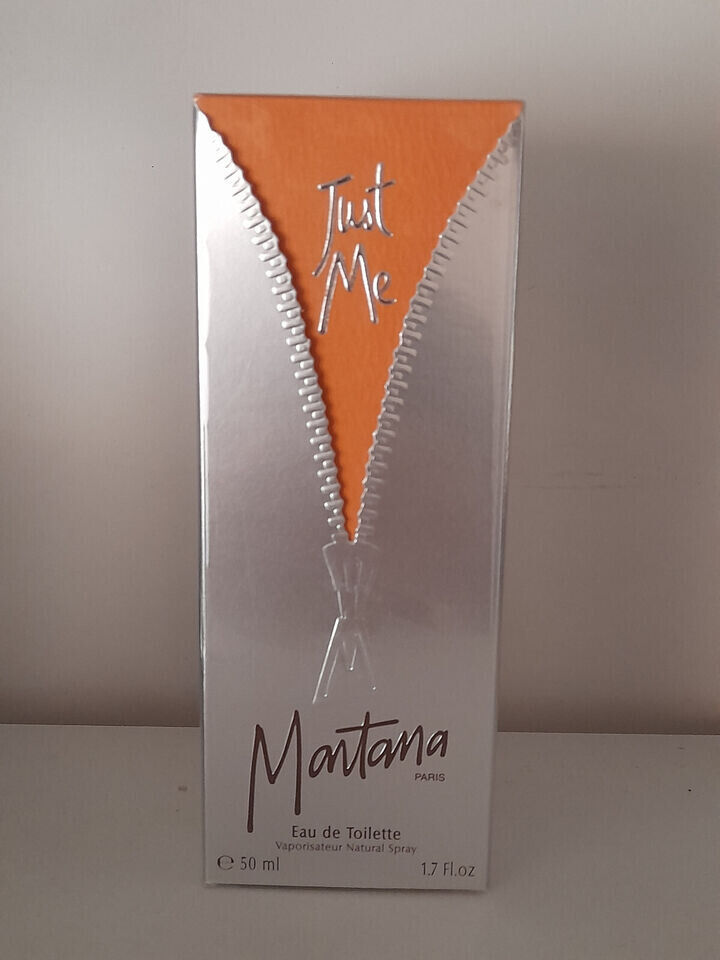 Just
Me
Montana
PARIS
Eau de Toilette
Vaporisateur Natural Spray
℮ 50 ml 1.7 Fl.oz